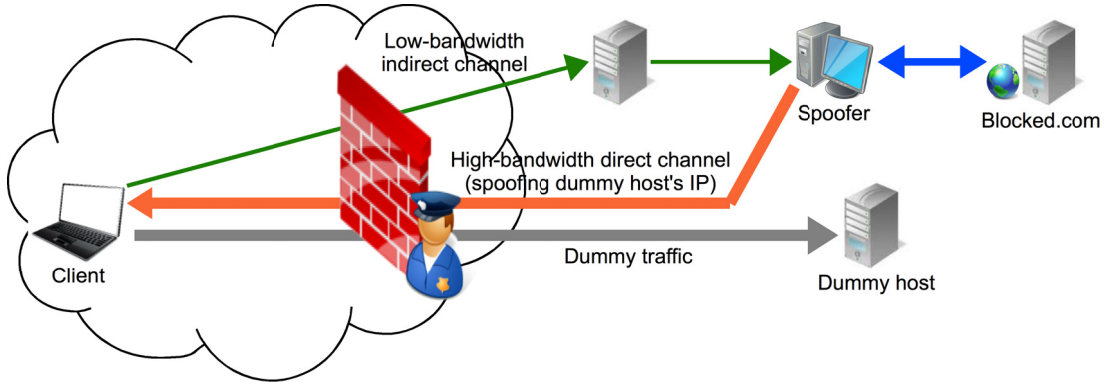 Low-bandwidth
indirect channel
Spoofer
Blocked.com
High-bandwidth direct channel
(spoofing dummy host's IP)
Client
Dummy traffic
Dummy host